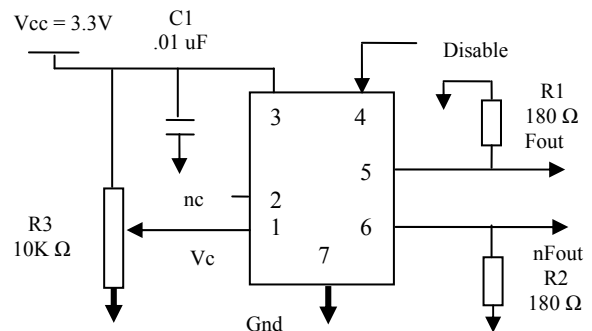 Vcc = 3.3V
C1
.01 uF
Disable
R1
180 Ω
Fout
3
4
5
nc
2
R3
10K Ω
1
6
Vc
7
nFout
R2
180 Ω
Gnd